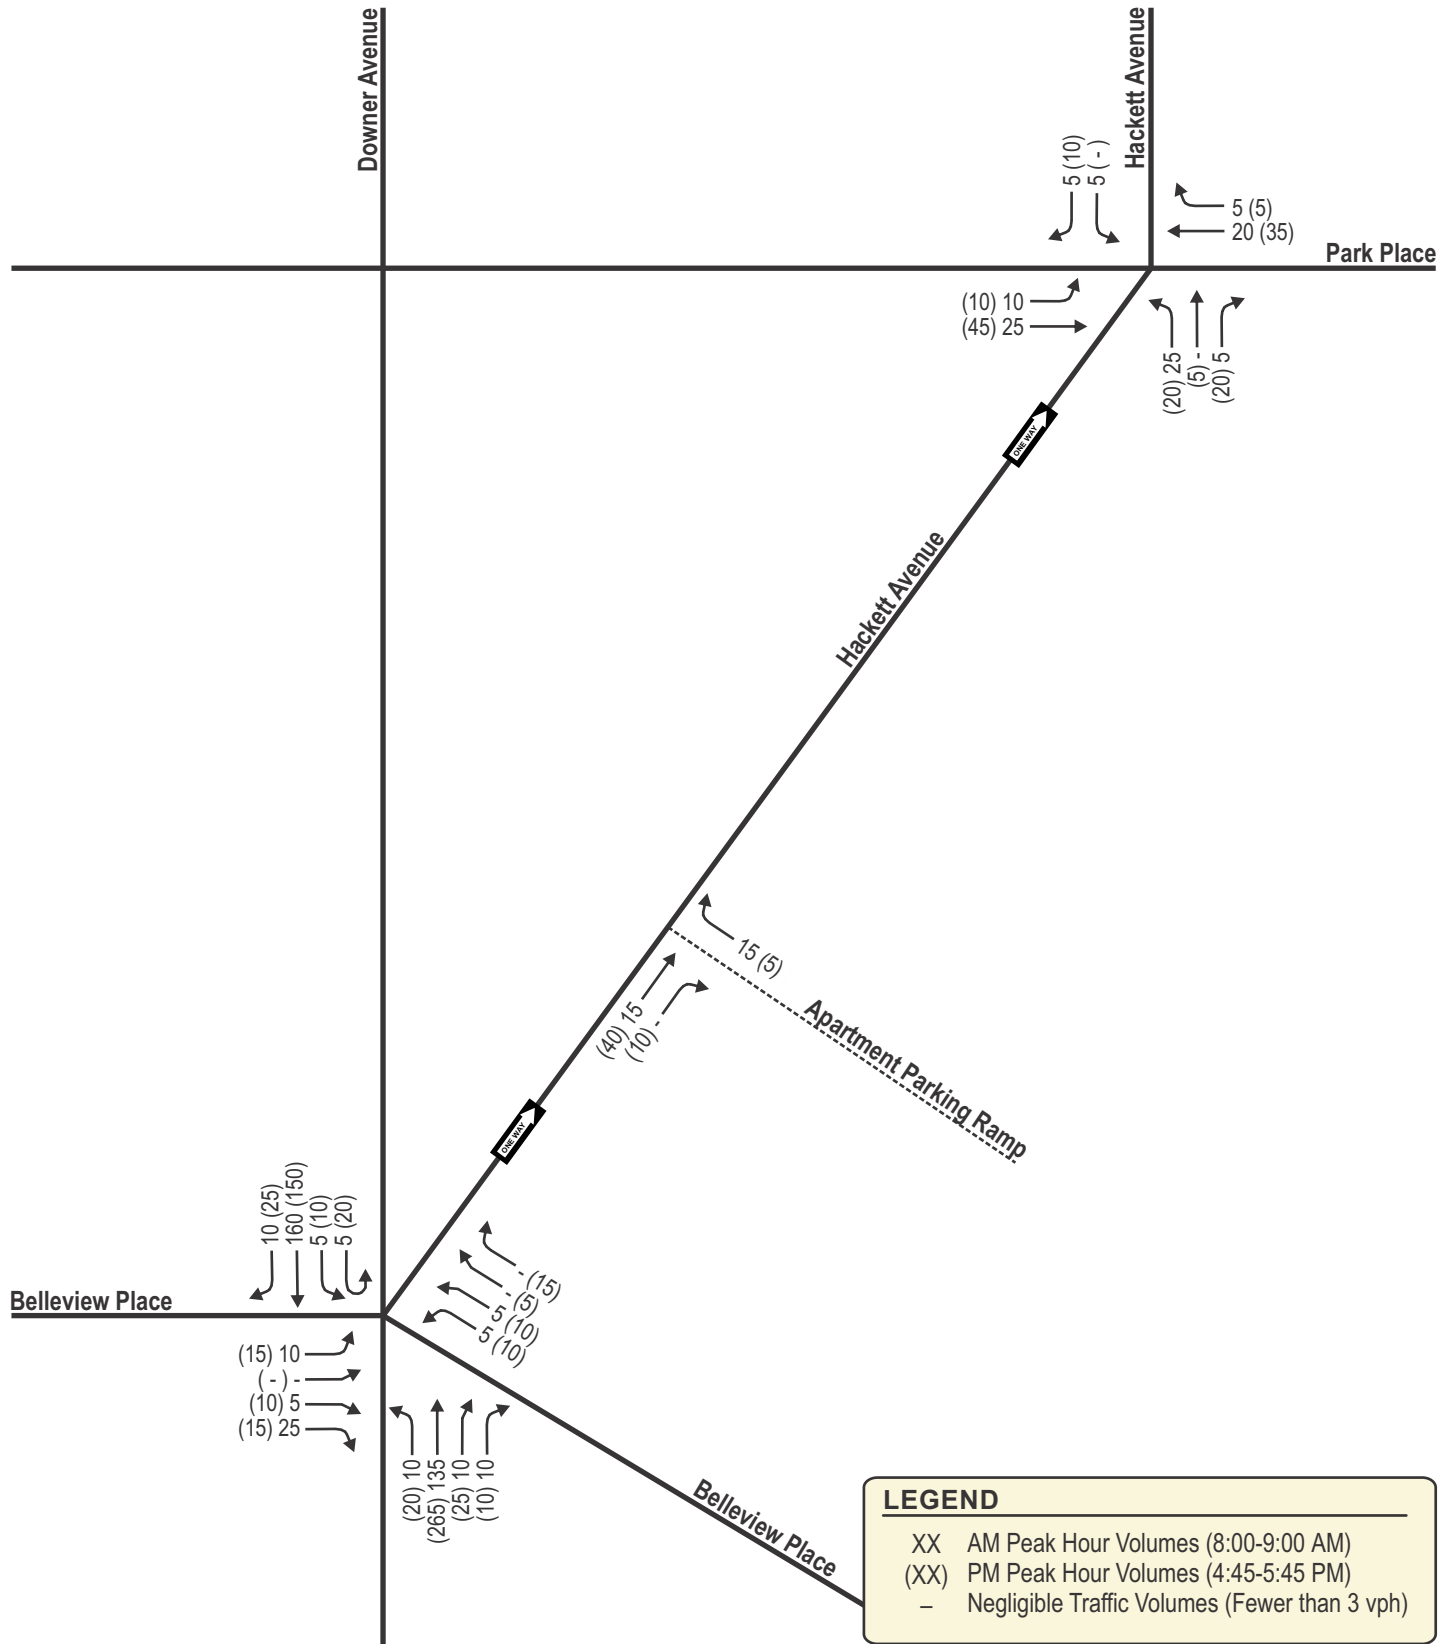 Downer Avenue
Hackett Avenue
5 (10)
5 ( - )
5 (5)
20 (35)
Park Place
(10) 10
(45) 25
(20) 25
(5) -
(20) 5
ONE WAY
Hackett Avenue
15 (5)
(40) 15
(10) -
Apartment Parking Ramp
ONE WAY
10 (25)
160 (150)
5 (10)
5 (20)
- (15)
- (5)
5 (10)
5 (10)
Belleview Place
(15) 10
( - ) -
(10) 5
(15) 25
(20) 10
(265) 135
(25) 10
(10) 10
Belleview Place
LEGEND
XX AM Peak Hour Volumes (8:00-9:00 AM)
(XX) PM Peak Hour Volumes (4:45-5:45 PM)
– Negligible Traffic Volumes (Fewer than 3 vph)